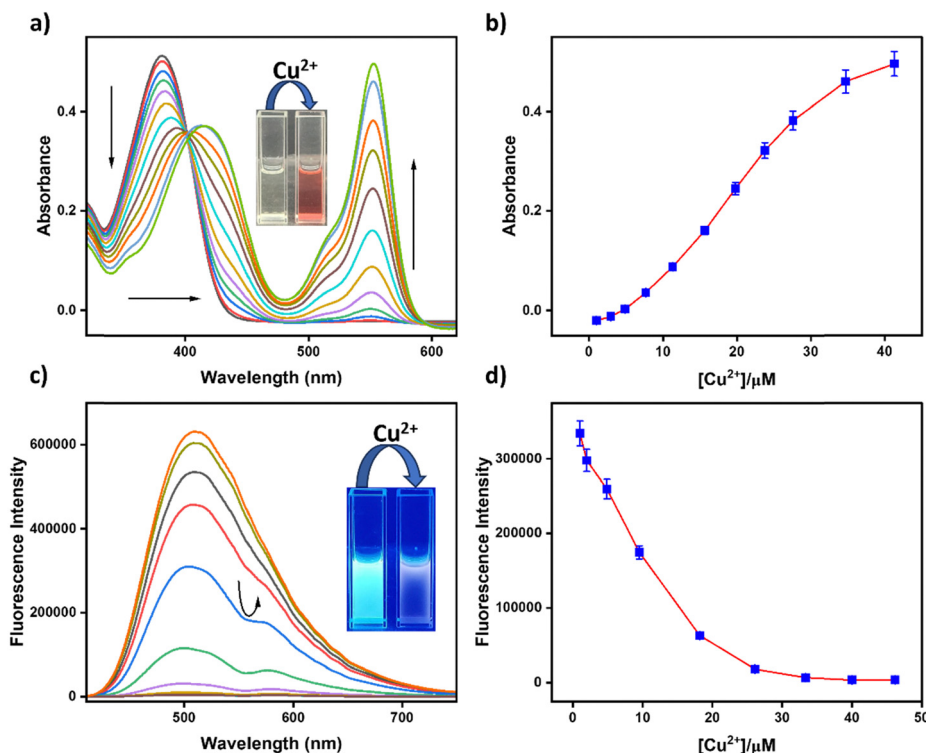 a)
Cu²⁺
0.4
0.2
0.0
Absorbance
400
500
600
Wavelength (nm)
b)
0.4
0.2
0.0
Absorbance
0
10
20
30
40
[Cu²⁺]/μM
c)
Cu²⁺
600000
400000
200000
0
Fluorescence Intensity
500
600
700
Wavelength (nm)
d)
300000
200000
100000
0
Fluorescence Intensity
0
10
20
30
40
50
[Cu²⁺]/μM